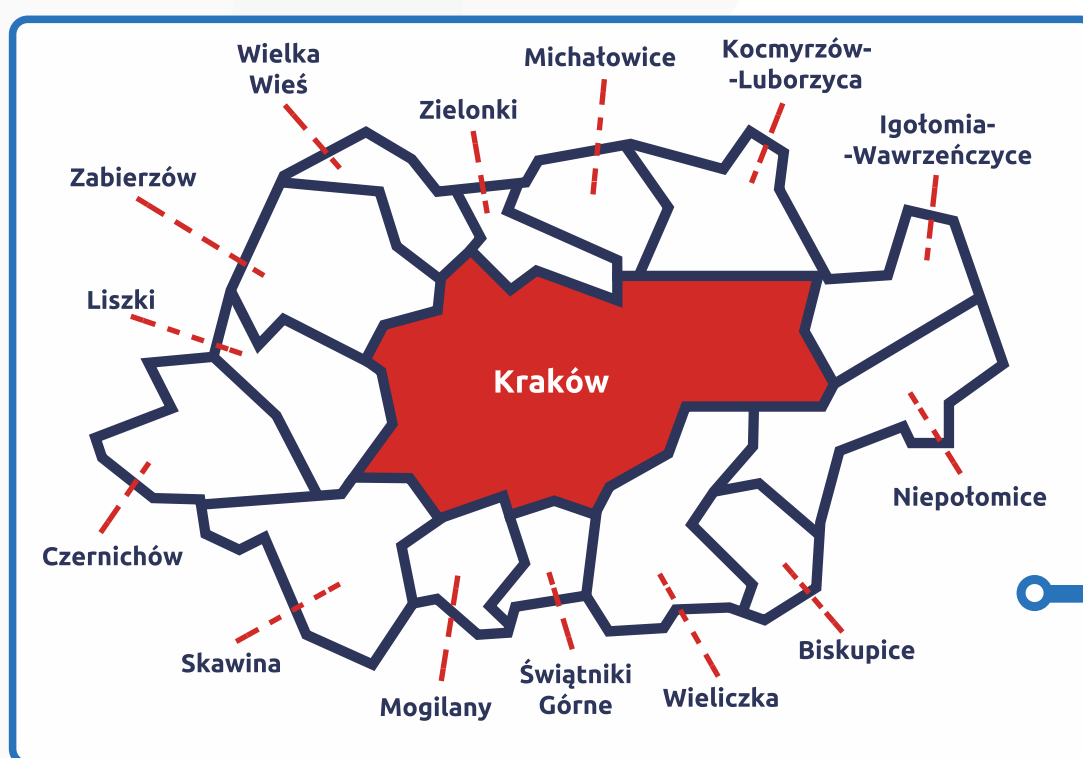 Wielka
Wieś
Michałowice
Kocmyrzów-
-Luborzyca
Zielonki
Igołomia-
-Wawrzeńczyce
Zabierzów
Liszki
Kraków
Niepołomice
Czernichów
Skawina
Mogilany
Świątniki
Górne
Wieliczka
Biskupice